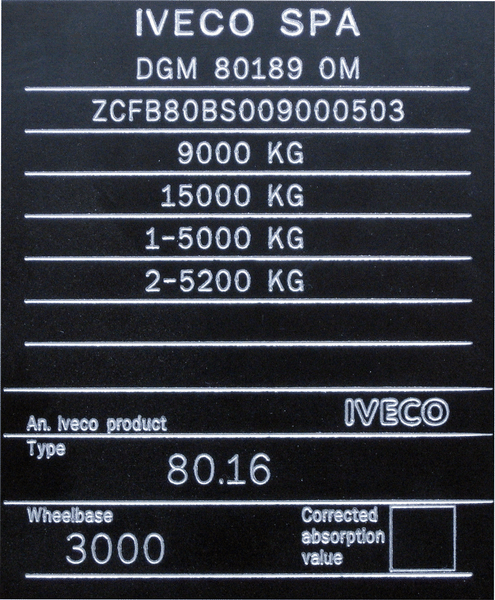 IVECO SPA
DGM 80189 OM
ZCFB80BS009000503
9000 KG
15000 KG
1-5000 KG
2-5200 KG
An. Iveco product IVECO
Type
80.16
Wheelbase
3000
Corrected
absorption
value